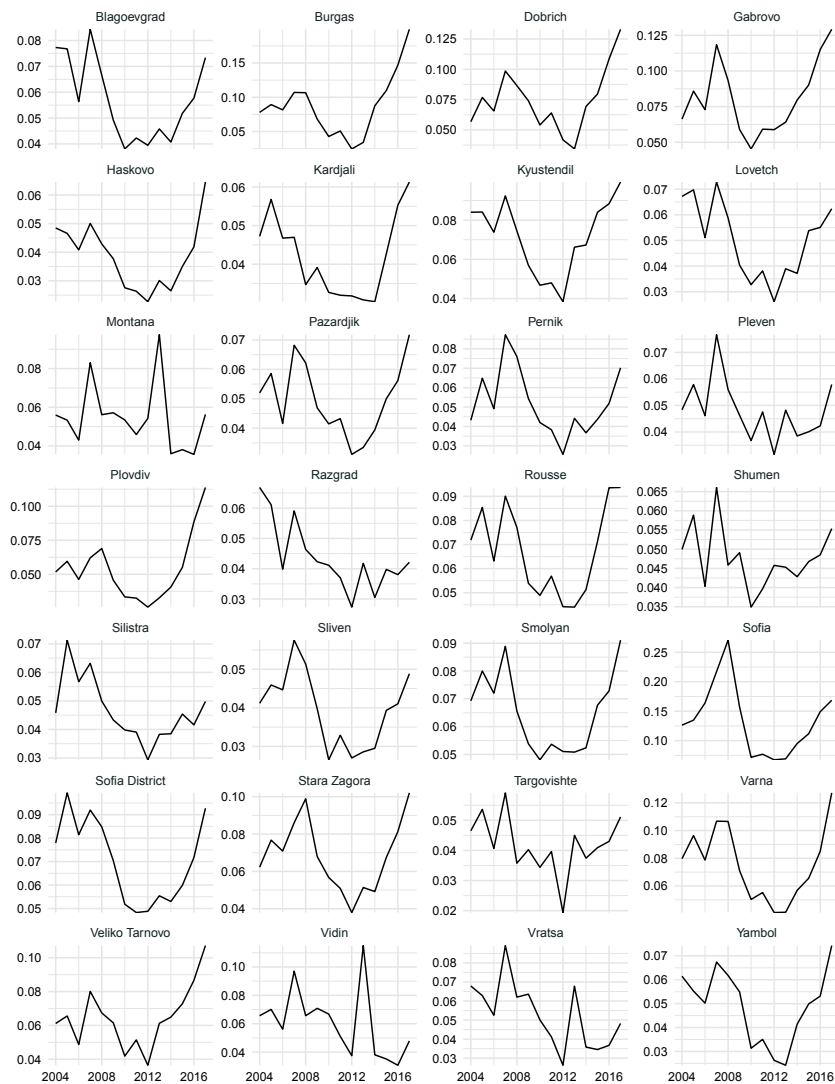 Blagoevgrad Burgas Dobrich Gabrovo
0.08 0.07 0.06 0.05 0.04
0.15 0.10 0.05
0.125 0.100 0.075 0.050
0.125 0.100 0.075 0.050
Haskovo Kardjali Kyustendil Lovetch
0.06 0.05 0.04 0.03
0.06 0.05 0.04
0.08 0.06 0.04
0.07 0.06 0.05 0.04 0.03
Montana Pazardjik Pernik Pleven
0.08 0.06 0.04
0.07 0.06 0.05 0.04
0.08 0.07 0.06 0.05 0.04 0.03
0.07 0.06 0.05 0.04
Plovdiv Razgrad Rousse Shumen
0.100 0.075 0.050
0.06 0.05 0.04 0.03
0.09 0.08 0.07 0.06 0.05
0.065 0.060 0.055 0.050 0.045 0.040 0.035
Silistra Sliven Smolyan Sofia
0.07 0.06 0.05 0.04 0.03
0.05 0.04 0.03
0.09 0.08 0.07 0.06 0.05
0.25 0.20 0.15 0.10
Sofia District Stara Zagora Targovishte Varna
0.09 0.08 0.07 0.06 0.05
0.10 0.08 0.06 0.04
0.05 0.04 0.03 0.02
0.12 0.10 0.08 0.06
Veliko Tarnovo Vidin Vratsa Yambol
0.10 0.08 0.06 0.04
0.10 0.08 0.06 0.04
0.08 0.07 0.06 0.05 0.04 0.03
0.07 0.06 0.05 0.04 0.03
2004 2008 2012 2016 2004 2008 2012 2016 2004 2008 2012 2016 2004 2008 2012 2016